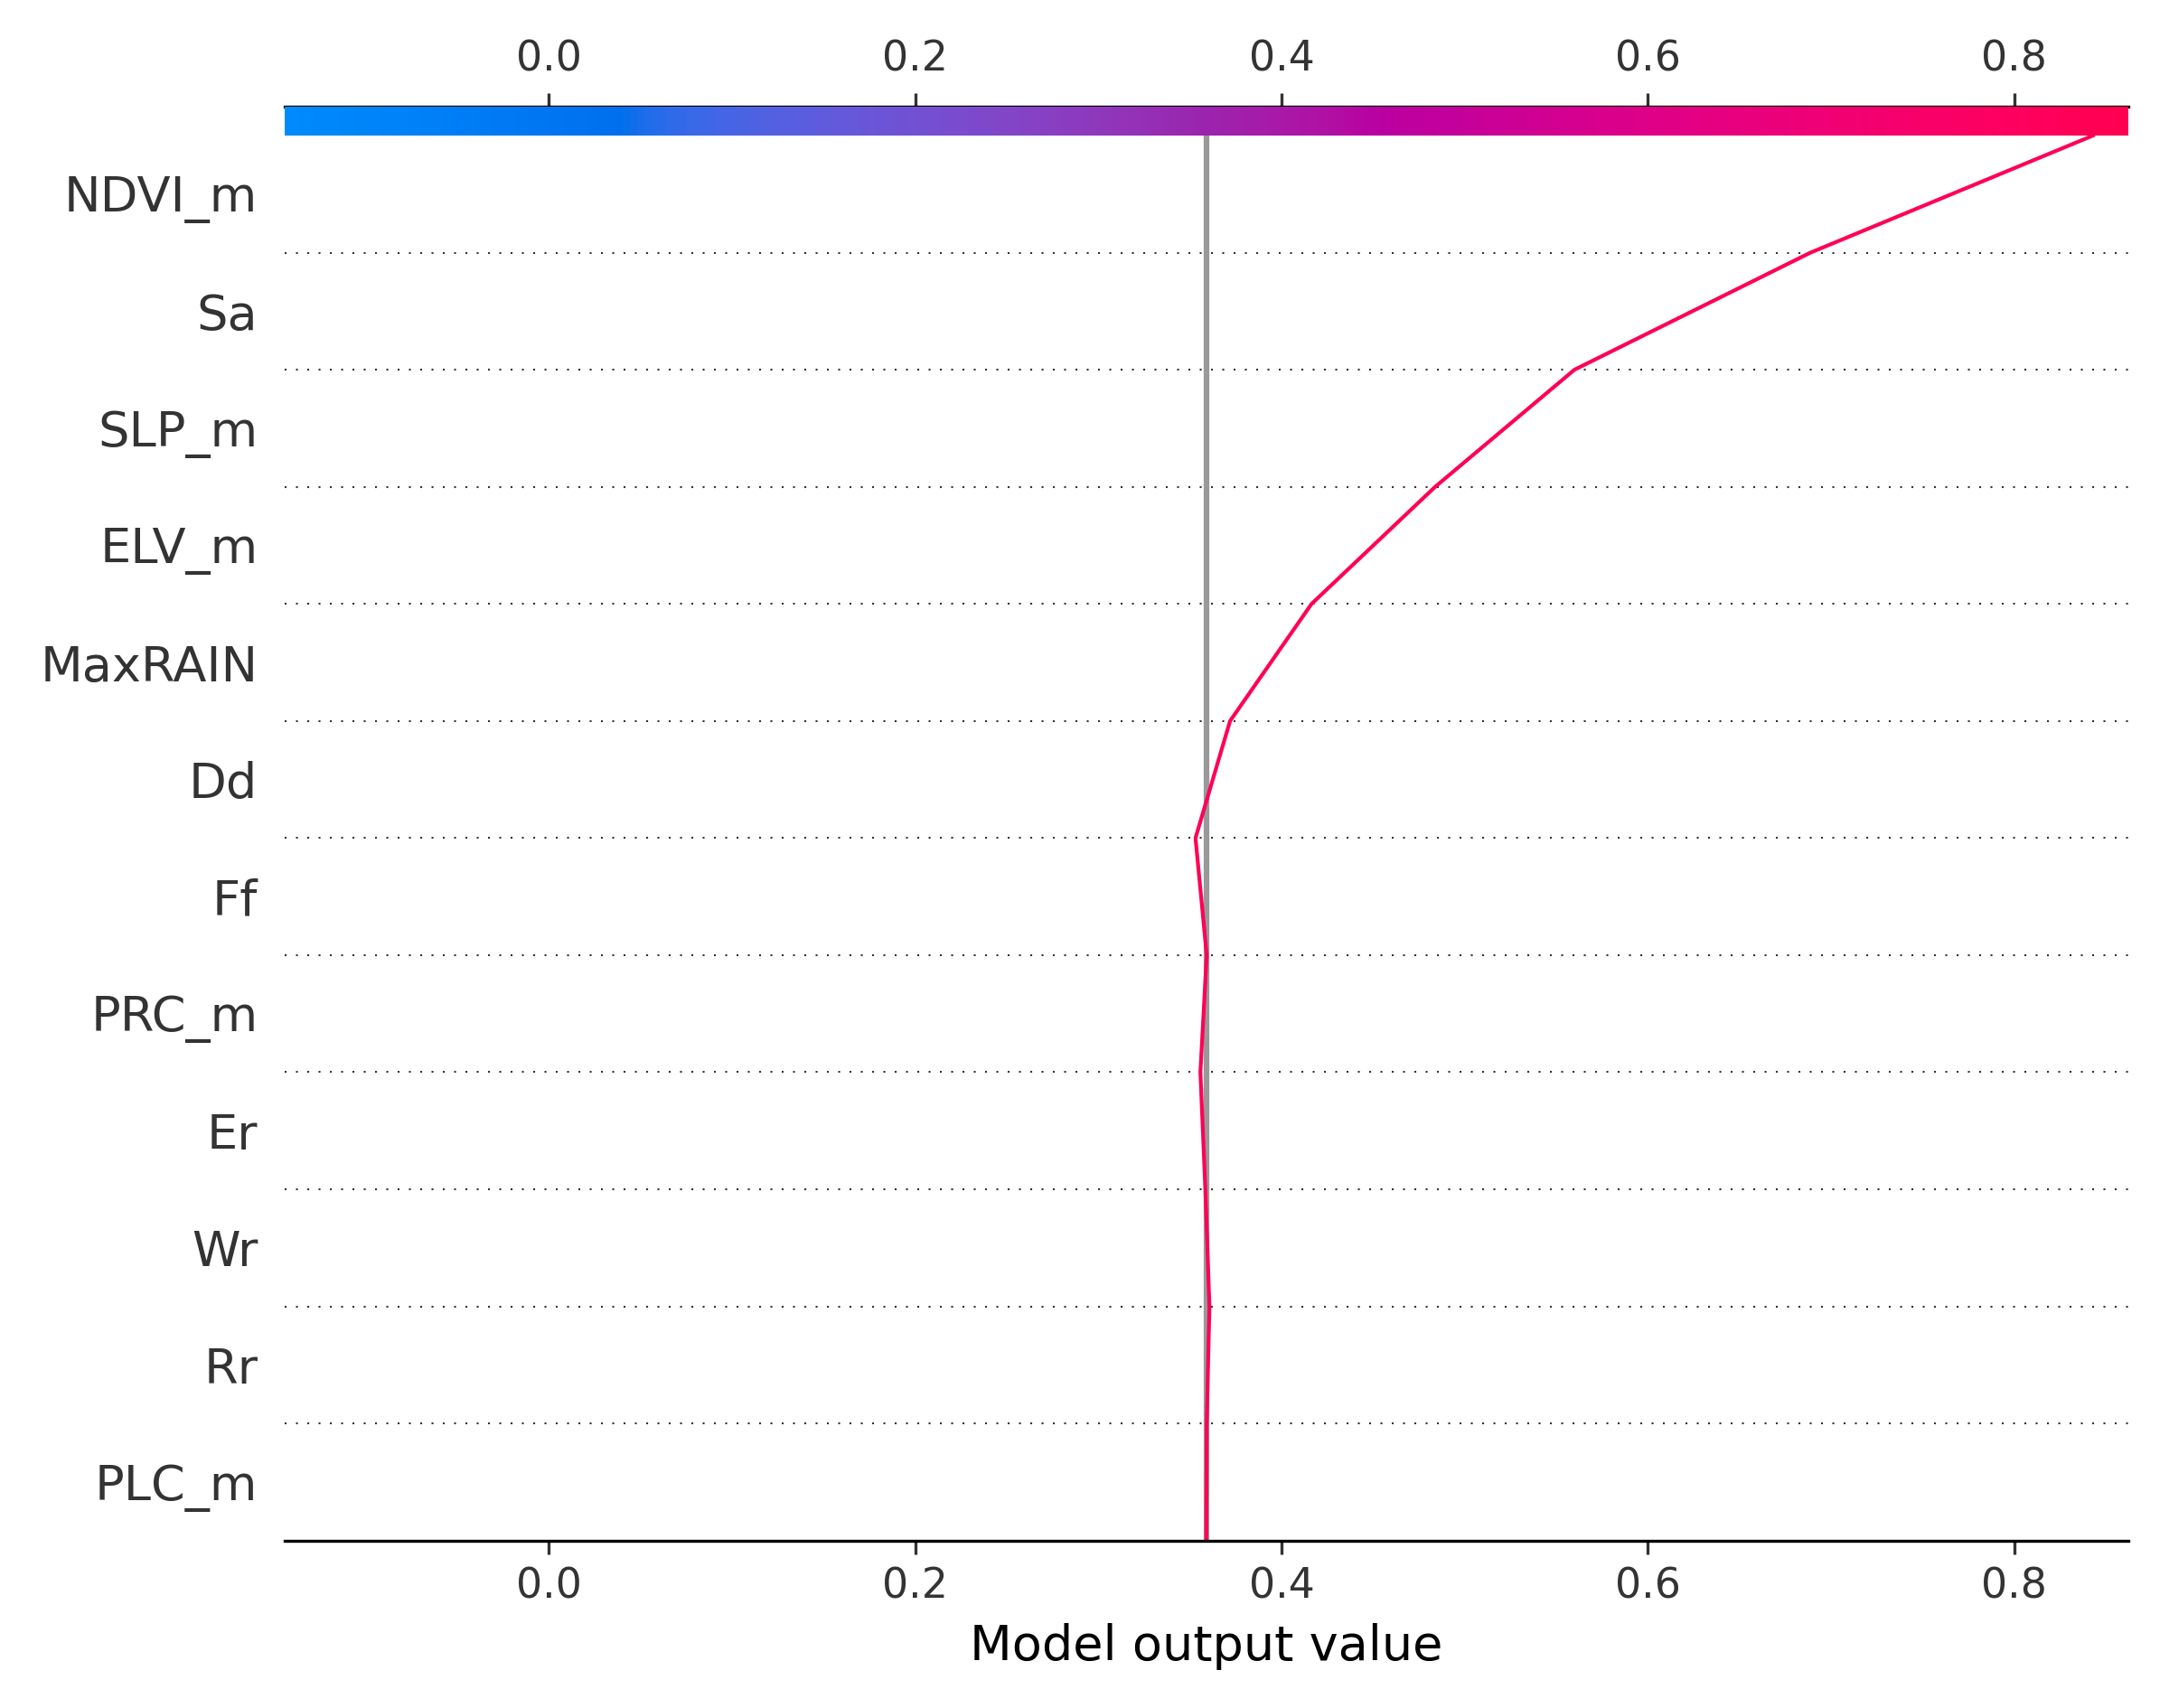 0.0 0.2 0.4 0.6 0.8
NDVI_m
Sa
SLP_m
ELV_m
MaxRAIN
Dd
Ff
PRC_m
Er
Wr
Rr
PLC_m
0.0 0.2 0.4 0.6 0.8
Model output value